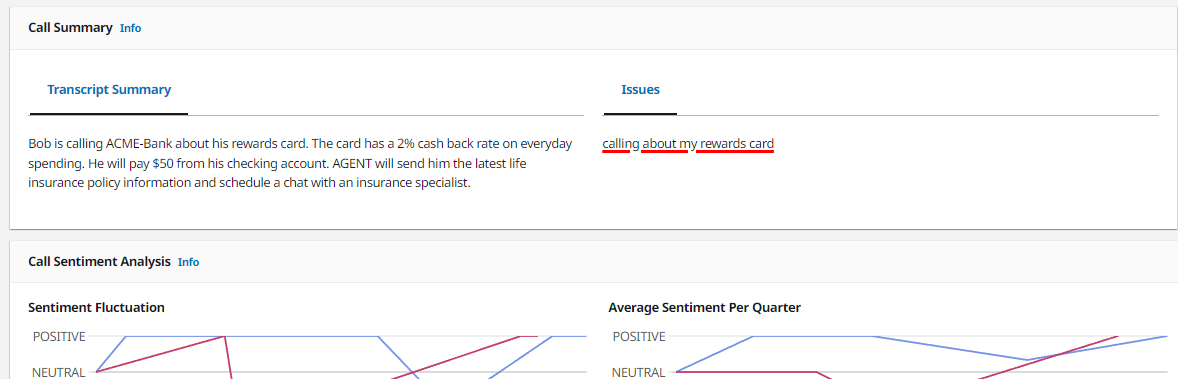 Call Summary Info
Transcript Summary
Issues
Bob is calling ACME-Bank about his rewards card. The card has a 2% cash back rate on everyday
spending. He will pay $50 from his checking account. AGENT will send him the latest life
insurance policy information and schedule a chat with an insurance specialist.
calling about my rewards card
Call Sentiment Analysis Info
Sentiment Fluctuation
POSITIVE
NEUTRAL
Average Sentiment Per Quarter
POSITIVE
NEUTRAL